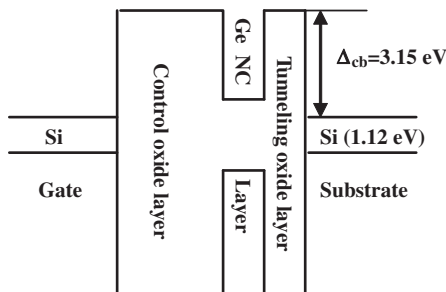 Si
Gate
Control oxide layer
Ge NC
Layer
Tunneling oxide layer
Δcb=3.15 eV
Si (1.12 eV)
Substrate